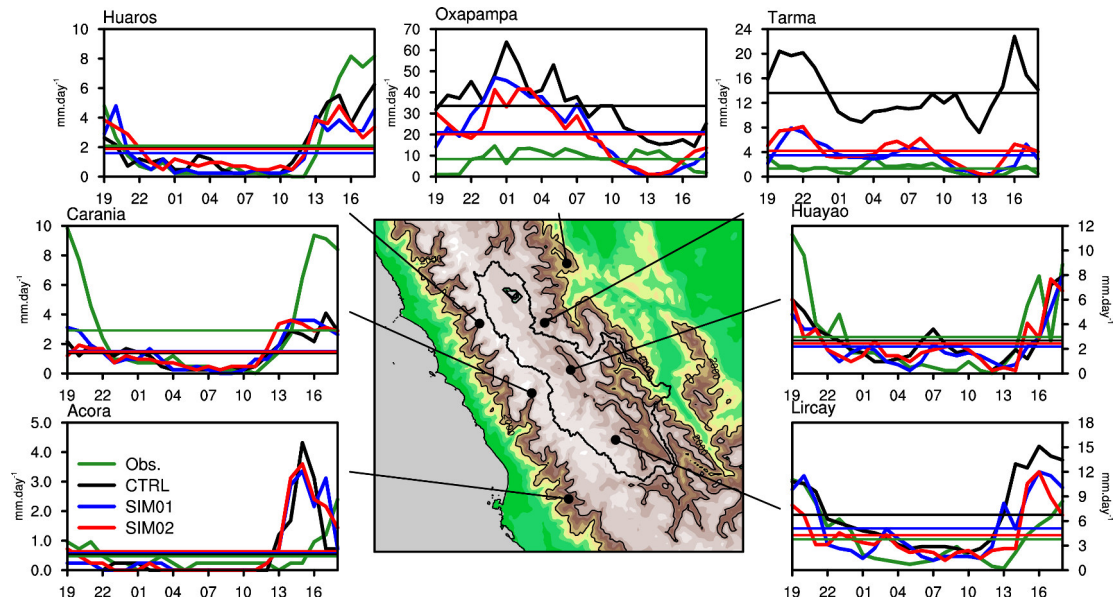 Huaros
Oxapampa
Tarma
10
8
6
4
2
0
mm.day-1
19 22 01 04 07 10 13 16
70
60
50
40
30
20
10
0
mm.day-1
19 22 01 04 07 10 13 16
24
20
16
12
8
4
0
mm.day-1
19 22 01 04 07 10 13 16
Carania
10
8
6
4
2
0
mm.day-1
19 22 01 04 07 10 13 16
Huayao
12
10
8
6
4
2
0
mm.day-1
19 22 01 04 07 10 13 16
Acora
5.0
4.0
3.0
2.0
1.0
0.0
mm.day-1
Obs.
CTRL
SIM01
SIM02
19 22 01 04 07 10 13 16
Lircay
18
15
12
9
6
3
0
mm.day-1
19 22 01 04 07 10 13 16